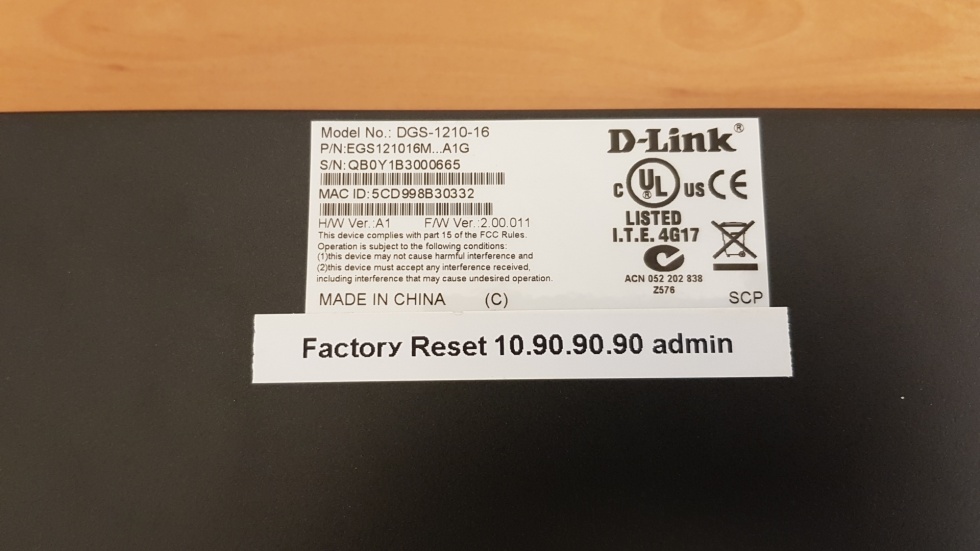 Model No.: DGS-1210-16
P/N:EGS121016M...A1G
S/N:QB0Y1B3000665
MAC ID:5CD998B30332
H/W Ver.:A1 F/W Ver.:2.00.011
This device complies with part 15 of the FCC Rules.
Operation is subject to the following conditions:
(1)this device may not cause harmful interference and
(2)this device must accept any interference received,
including interference that may cause undesired operation.
MADE IN CHINA (C)
D-Link®
C UL® US CE
LISTED
I.T.E. 4G17
ACN 052 202 838
Z576
SCP
Factory Reset 10.90.90.90 admin